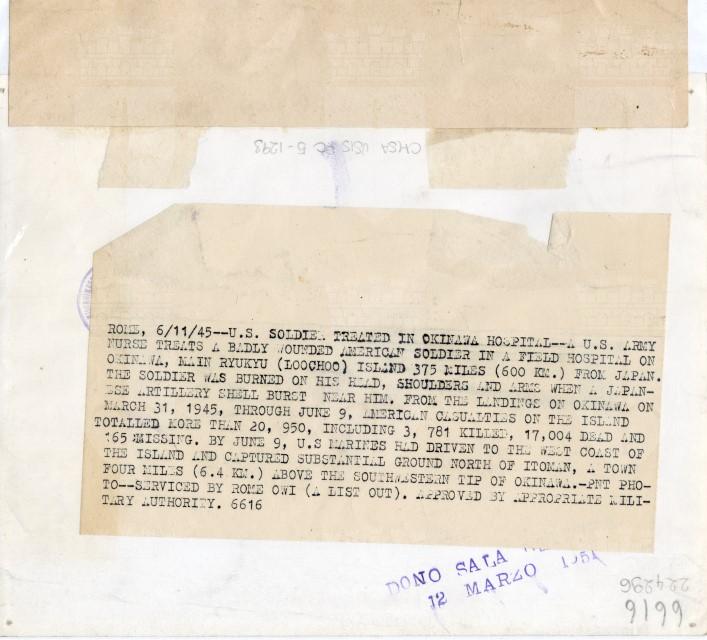 CMSA USIS PC 5-1293
ROME, 6/11/45--U.S. SOLDIER TREATED IN OKINAWA HOSPITAL--A U.S. ARMY
NURSE TREATS A BADLY WOUNDED AMERICAN SOLDIER IN A FIELD HOSPITAL ON
OKINAWA, MAIN RYUKYU (LOOCHOO) ISLAND 375 MILES (600 KM.) FROM JAPAN.
THE SOLDIER WAS BURNED ON HIS HEAD, SHOULDERS AND ARMS WHEN A JAPAN-
ESE ARTILLERY SHELL BURST NEAR HIM. FROM THE LANDINGS ON OKINAWA ON
MARCH 31, 1945, THROUGH JUNE 9, AMERICAN CASUALTIES ON THE ISLAND
TOTALLED MORE THAN 20, 950, INCLUDING 3, 781 KILLED, 17,004 DEAD AND
165 MISSING. BY JUNE 9, U.S MARINES HAD DRIVEN TO THE WEST COAST OF
THE ISLAND AND CAPTURED SUBSTANTIAL GROUND NORTH OF ITOMAN, A TOWN
FOUR MILES (6.4 KM.) ABOVE THE SOUTHWESTERN TIP OF OKINAWA.-PNT PHO-
TO--SERVICED BY ROME OWI (A LIST OUT). APPROVED BY APPROPRIATE MILI-
TARY AUTHORITY. 6616
DONO SALA
12 MARZO
224296
6616